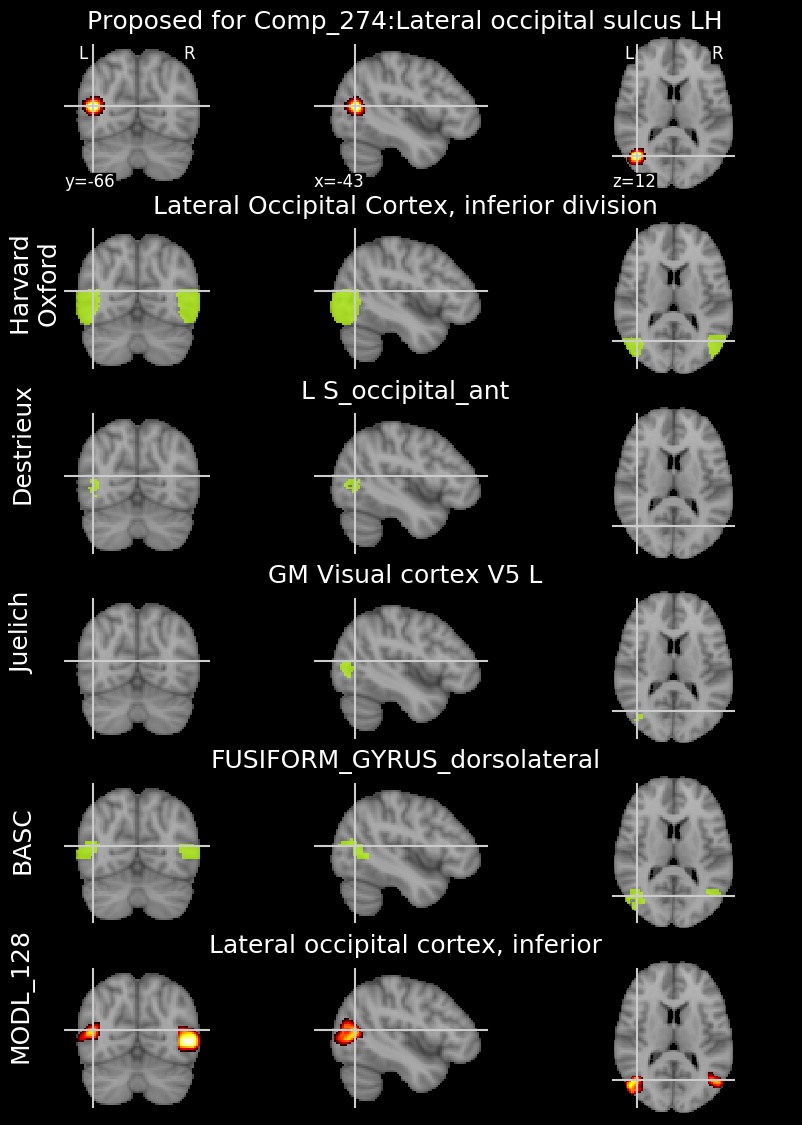 Proposed for Comp_274:Lateral occipital sulcus LH
L R
L R
y=-66
x=-43
z=12
Lateral Occipital Cortex, inferior division
Harvard
Oxford
L S_occipital_ant
Destrieux
GM Visual cortex V5 L
Juelich
FUSIFORM_GYRUS_dorsolateral
BASC
Lateral occipital cortex, inferior
MODL_128